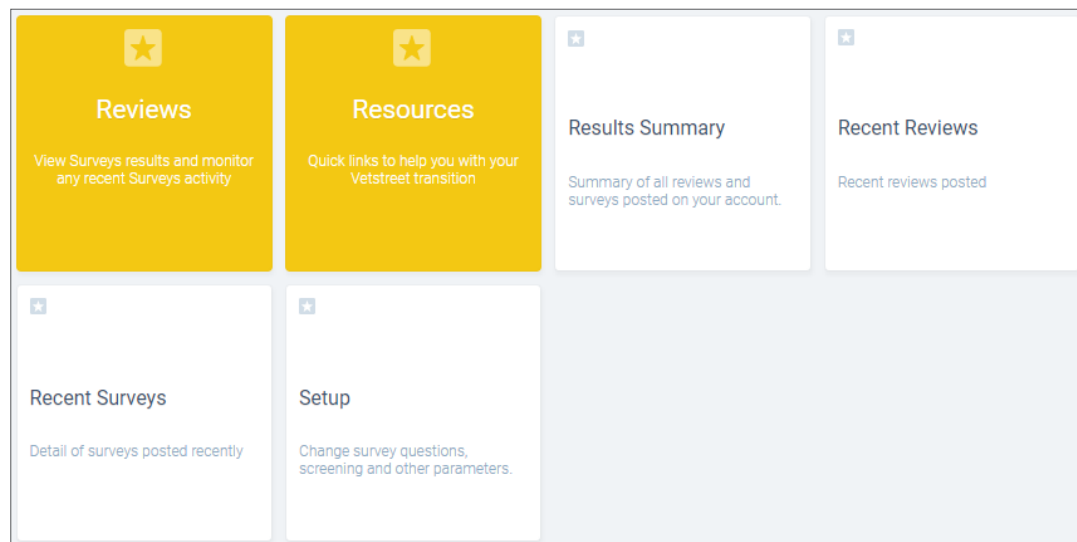 Reviews
View Surveys results and monitor
any recent Surveys activity
Resources
Quick links to help you with your
Vetstreet transition
Results Summary
Summary of all reviews and
surveys posted on your account.
Recent Reviews
Recent reviews posted
Recent Surveys
Detail of surveys posted recently
Setup
Change survey questions,
screening and other parameters.